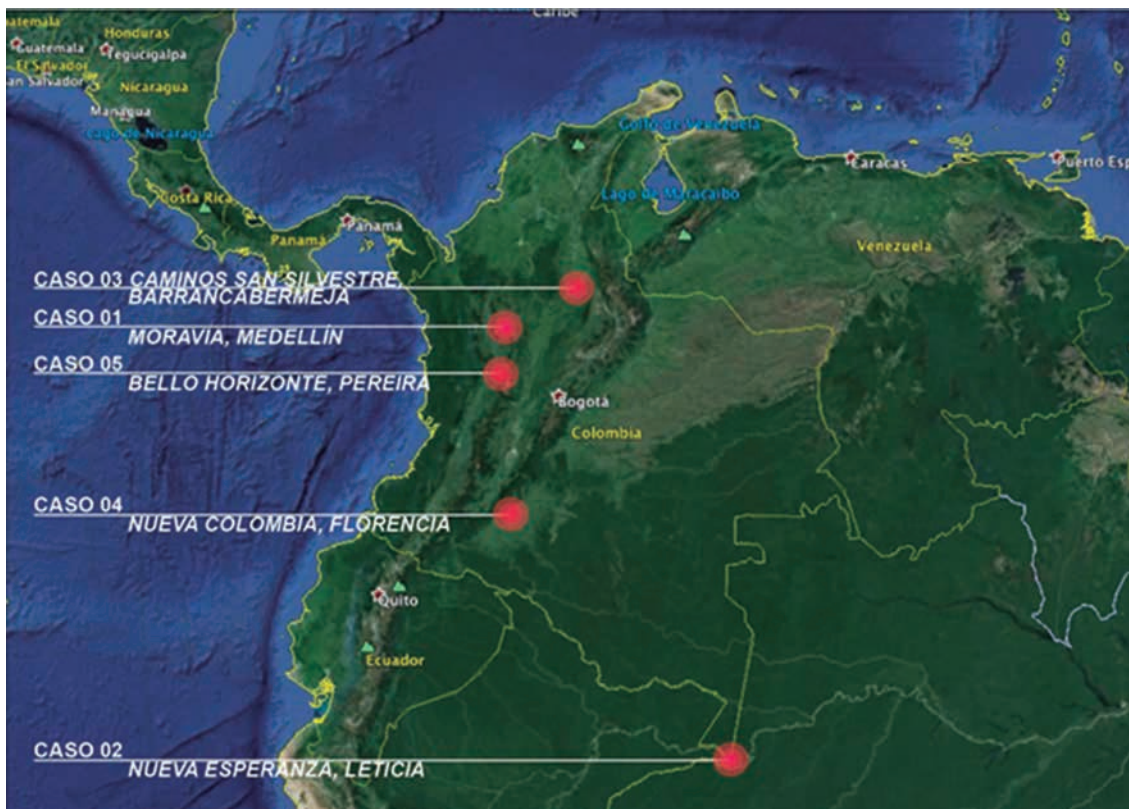 Caribe
Guatemala
Honduras
Guatemala
Tegucigalpa
El Salvador
San Salvador
Nicaragua
Managua
Lago de Nicaragua
Golfo de Venezuela
Caracas
Puerto Esp
Costa Rica
Lago de Maracaibo
Panamá
Panamá
Venezuela
CASO 03 CAMINOS SAN SILVESTRE,
BARRANCABERMEJA
CASO 01
MORAVIA, MEDELLÍN
CASO 05
BELLO HORIZONTE, PEREIRA
Bogotá
Colombia
CASO 04
NUEVA COLOMBIA, FLORENCIA
Quito
Ecuador
CASO 02
NUEVA ESPERANZA, LETICIA